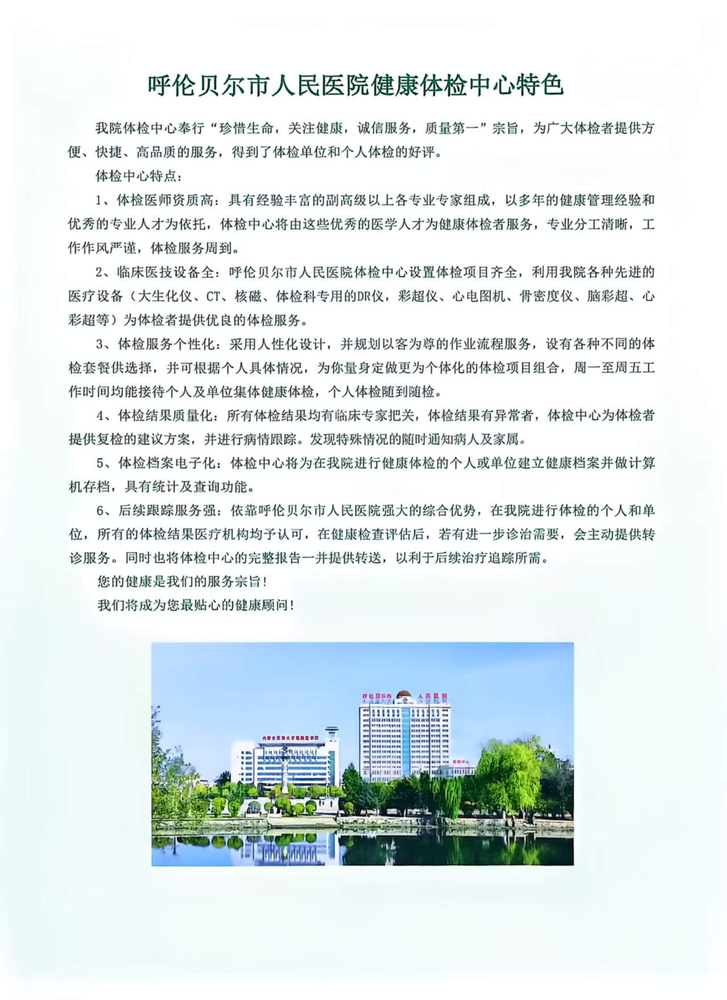 呼伦贝尔市人民医院健康体检中心特色
我院体检中心奉行“珍惜生命，关注健康，诚信服务，质量第一”宗旨，为广大体检者提供方
便、快捷、高品质的服务，得到了体检单位和个人体检的好评。
体检中心特点：
1、体检医师资质高：具有经验丰富的副高级以上各专业专家组成，以多年的健康管理经验和
优秀的专业人才为依托，体检中心将由这些优秀的医学人才为健康体检者服务，专业分工清晰，工
作作风严谨，体检服务周到。
2、临床医技设备全：呼伦贝尔市人民医院体检中心设置体检项目齐全，利用我院各种先进的
医疗设备（大生化仪、CT、核磁、体检科专用的DR仪，彩超仪、心电图机、骨密度仪、脑彩超、心
彩超等）为体检者提供优良的体检服务。
3、体检服务个性化：采用人性化设计，并规划以客为尊的作业流程服务，设有各种不同的体
检套餐供选择，并可根据个人具体情况，为你量身定做更为个体化的体检项目组合，周一至周五工
作时间均能接待个人及单位集体健康体检，个人体检随到随检。
4、体检结果质量化：所有体检结果均有临床专家把关，体检结果有异常者，体检中心为体检者
提供复检的建议方案，并进行病情跟踪。发现特殊情况的随时通知病人及家属。
5、体检档案电子化：体检中心将为在我院进行健康体检的个人或单位建立健康档案并做计算
机存档，具有统计及查询功能。
6、后续跟踪服务强：依靠呼伦贝尔市人民医院强大的综合优势，在我院进行体检的个人和单
位，所有的体检结果医疗机构均予认可，在健康检查评估后，若有进一步诊治需要，会主动提供转
诊服务。同时也将体检中心的完整报告一并提供转送，以利于后续治疗追踪所需。
您的健康是我们的服务宗旨！
我们将成为您最贴心的健康顾问！
呼伦贝尔市 人民医院